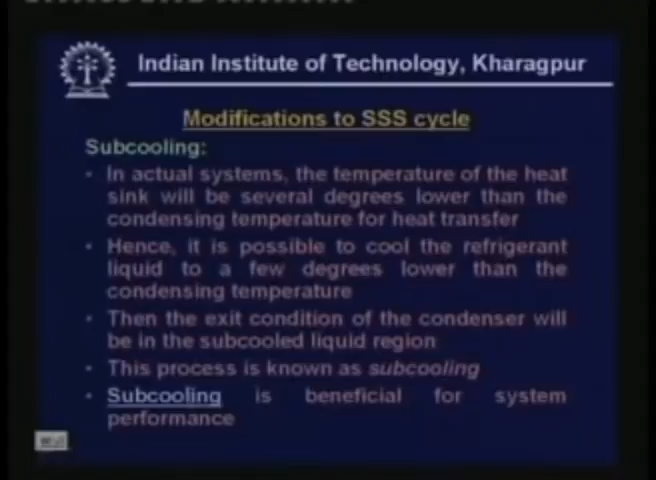 Indian Institute of Technology, Kharagpur
Modifications to SSS cycle
Subcooling:
• In actual systems, the temperature of the heat
sink will be several degrees lower than the
condensing temperature for heat transfer
• Hence, it is possible to cool the refrigerant
liquid to a few degrees lower than the
condensing temperature
• Then the exit condition of the condenser will
be in the subcooled liquid region
• This process is known as subcooling
• Subcooling is beneficial for system
performance